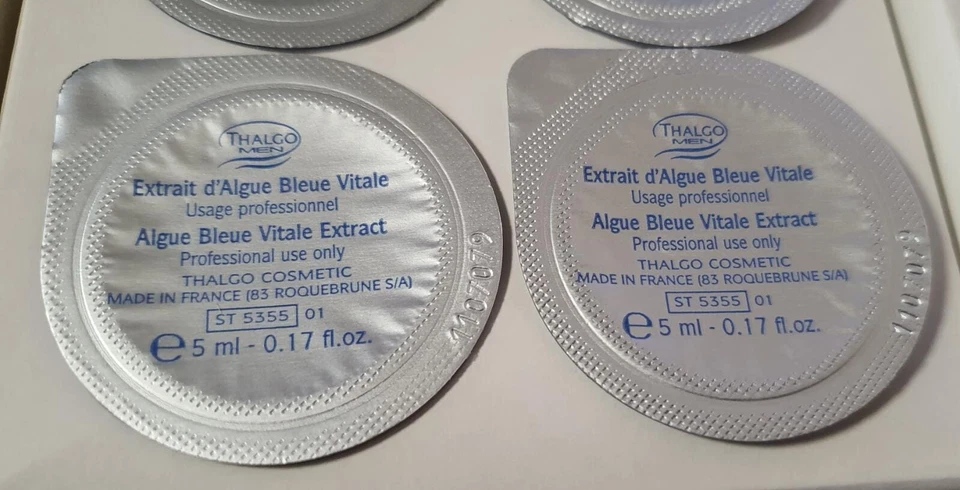 THALGO
MEN
Extrait d'Algue Bleue Vitale
Usage professionnel
Algue Bleue Vitale Extract
Professional use only
THALGO COSMETIC
MADE IN FRANCE (83 ROQUEBRUNE S/A)
ST 5355 01
e 5 ml - 0.17 fl.oz.
1107079
THALGO
MEN
Extrait d'Algue Bleue Vitale
Usage professionnel
Algue Bleue Vitale Extract
Professional use only
THALGO COSMETIC
MADE IN FRANCE (83 ROQUEBRUNE S/A)
ST 5355 01
e 5 ml - 0.17 fl.oz.